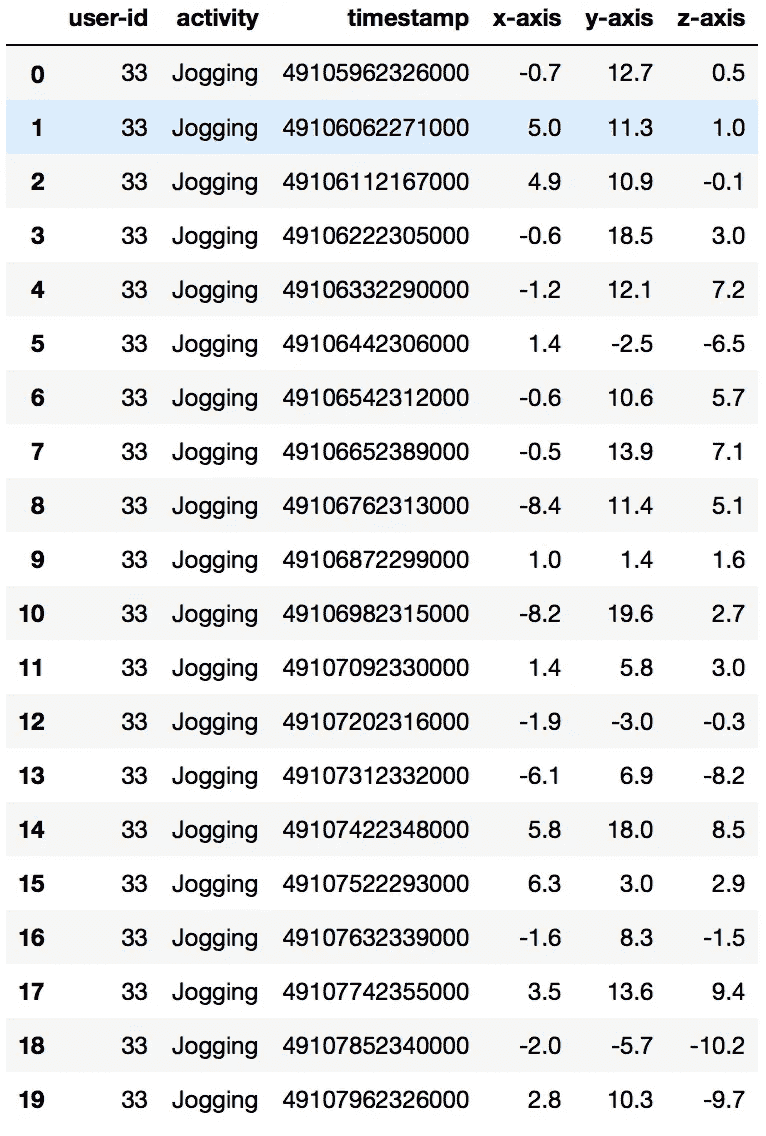 user-id activity timestamp x-axis y-axis z-axis
0 33 Jogging 49105962326000 -0.7 12.7 0.5
1 33 Jogging 49106062271000 5.0 11.3 1.0
2 33 Jogging 49106112167000 4.9 10.9 -0.1
3 33 Jogging 49106222305000 -0.6 18.5 3.0
4 33 Jogging 49106332290000 -1.2 12.1 7.2
5 33 Jogging 49106442306000 1.4 -2.5 -6.5
6 33 Jogging 49106542312000 -0.6 10.6 5.7
7 33 Jogging 49106652389000 -0.5 13.9 7.1
8 33 Jogging 49106762313000 -8.4 11.4 5.1
9 33 Jogging 49106872299000 1.0 1.4 1.6
10 33 Jogging 49106982315000 -8.2 19.6 2.7
11 33 Jogging 49107092330000 1.4 5.8 3.0
12 33 Jogging 49107202316000 -1.9 -3.0 -0.3
13 33 Jogging 49107312332000 -6.1 6.9 -8.2
14 33 Jogging 49107422348000 5.8 18.0 8.5
15 33 Jogging 49107522293000 6.3 3.0 2.9
16 33 Jogging 49107632339000 -1.6 8.3 -1.5
17 33 Jogging 49107742355000 3.5 13.6 9.4
18 33 Jogging 49107852340000 -2.0 -5.7 -10.2
19 33 Jogging 49107962326000 2.8 10.3 -9.7